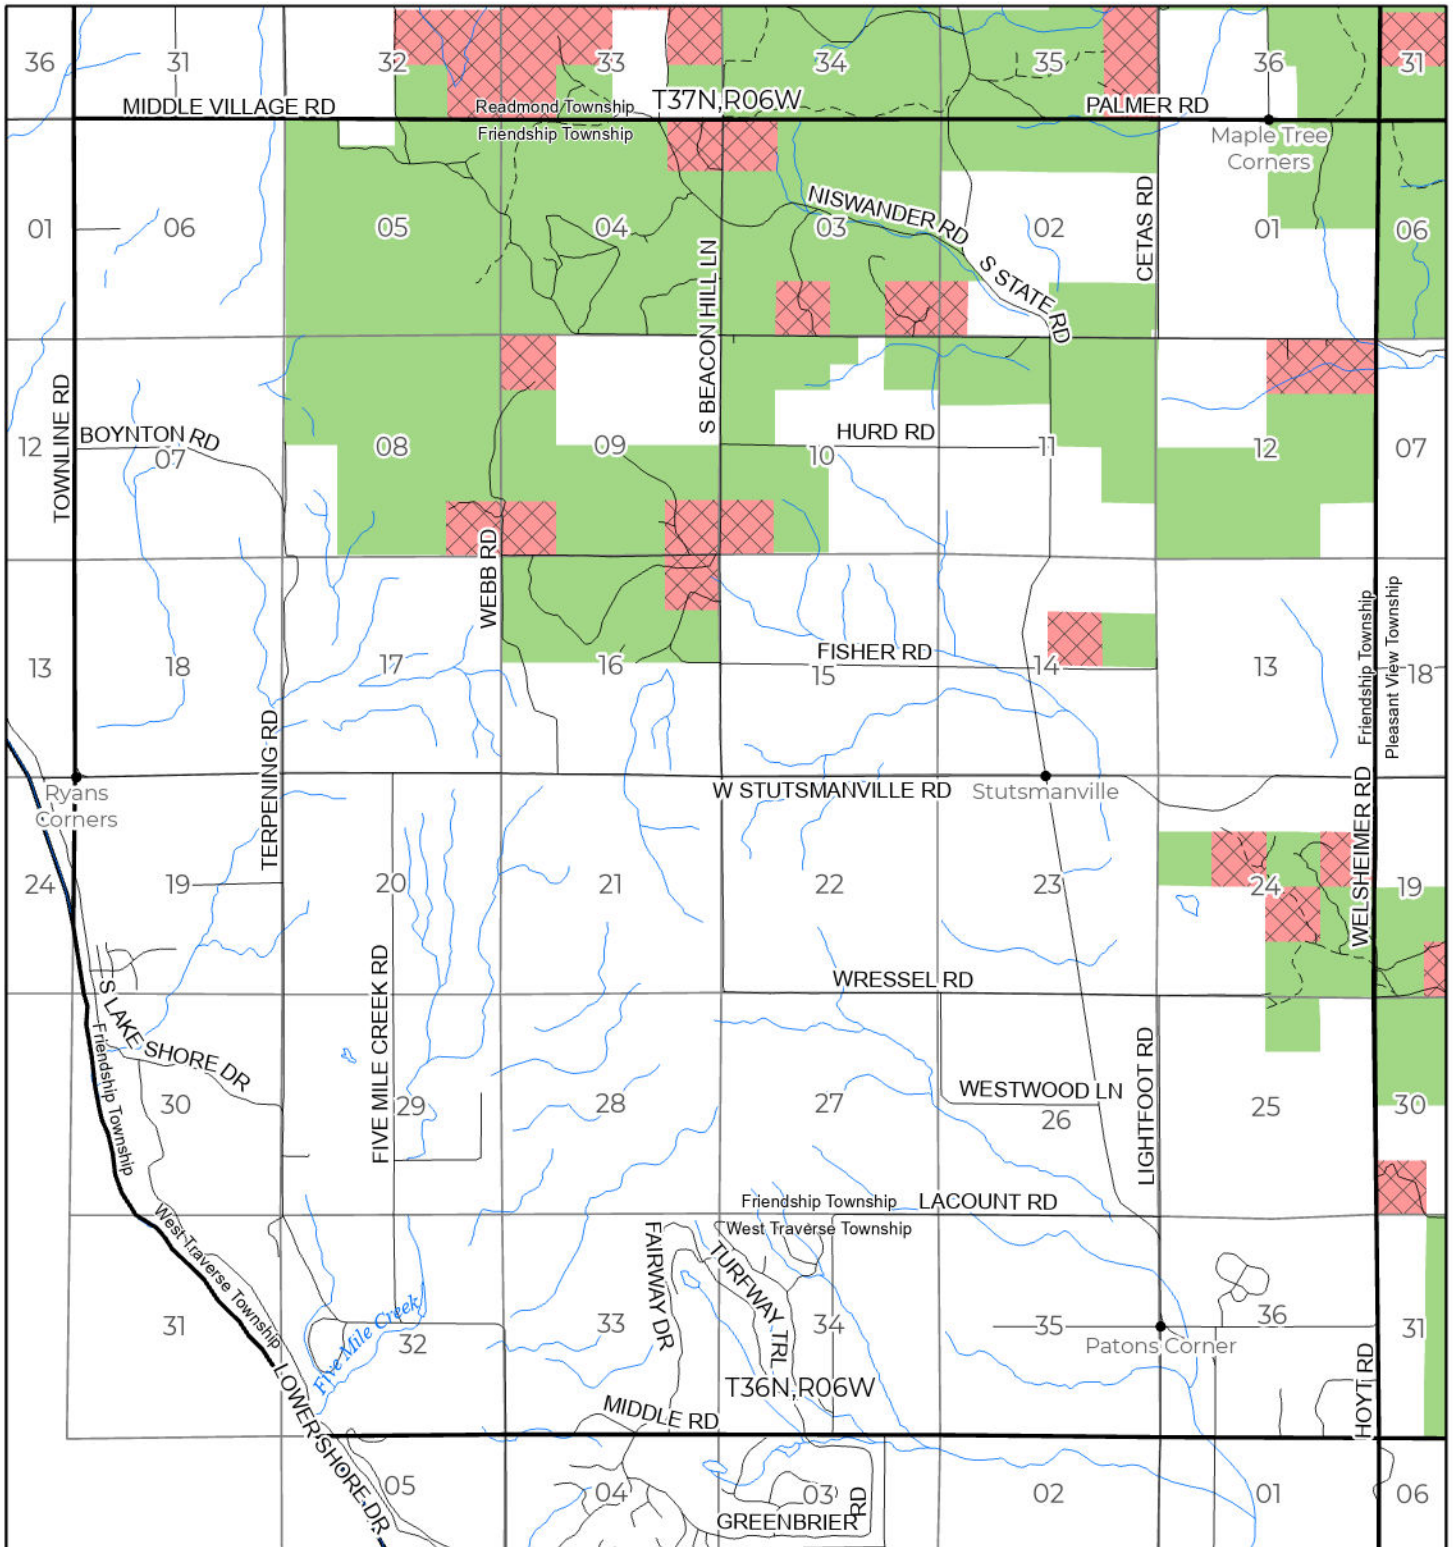 36
31
32
33
34
35
36
31
MIDDLE VILLAGE RD
Readmond Township
T37N,R06W
PALMER RD
Friendship Township
Maple Tree
Corners
01
06
05
04
03
02
01
06
NISWANDER RD
CETAS RD
S BEACON HILL LN
S STATE RD
TOWNLINE RD
BOYNTON RD
HURD RD
12
07
08
09
10
11
12
07
WEBB RD
Friendship Township
Pleasant View Township
FISHER RD
13
18
17
16
15
14
13
18
TERPENING RD
Ryans
Corners
W STUTSMANVILLE RD
Stutsmanville
WELSHEIMER RD
24
19
20
21
22
23
24
19
FIVE MILE CREEK RD
WRESSEL RD
S LAKE SHORE DR
Friendship Township
LIGHTFOOT RD
WESTWOOD LN
30
29
28
27
26
25
30
Friendship Township
LACOUNT RD
West Traverse Township
West Traverse Township
FAIRWAY DR
TURFWAY TRL
Five Mile Creek
31
32
33
34
35
36
31
Patons Corner
HOYT RD
T36N,R06W
LOWER SHORE DR
MIDDLE RD
05
04
03
02
01
06
GREENBRIER RD